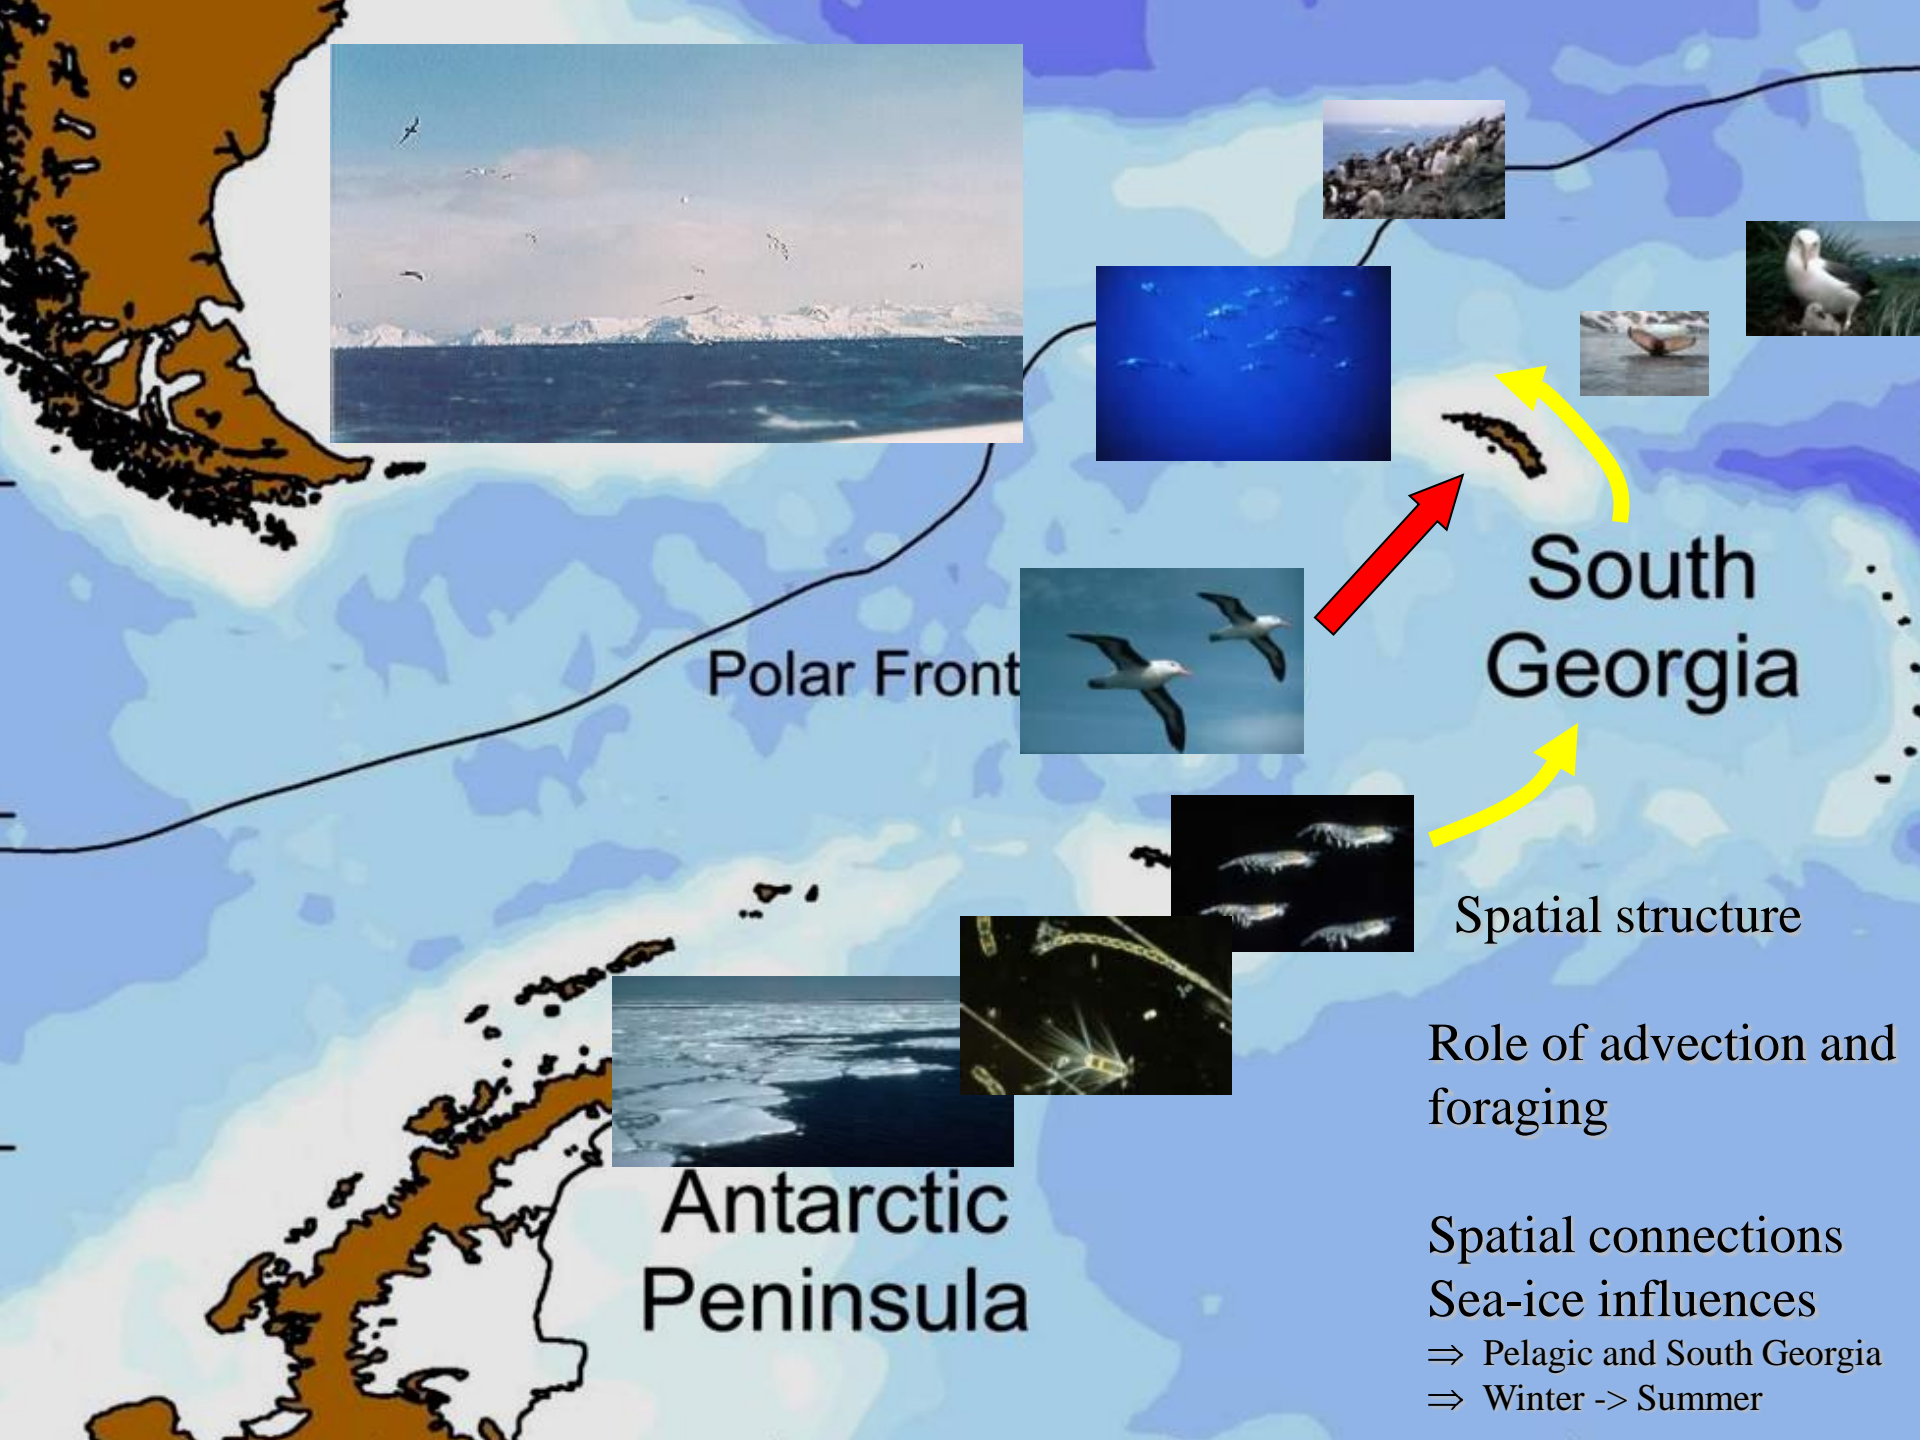 South
Georgia
Polar Front
Spatial structure
Role of advection and
foraging
Antarctic
Peninsula
Spatial connections
Sea-ice influences
⇒ Pelagic and South Georgia
⇒ Winter -> Summer